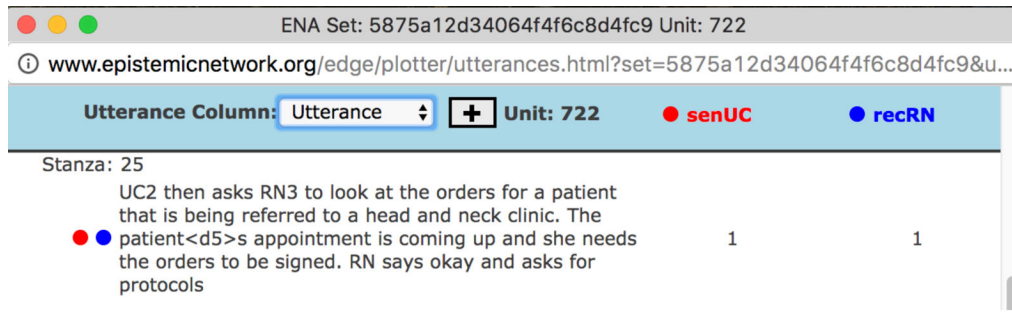 ENA Set: 5875a12d34064f4f6c8d4fc9 Unit: 722
www.epistemicnetwork.org/edge/plotter/utterances.html?set=5875a12d34064f4f6c8d4fc9&u...
Utterance Column: Utterance + Unit: 722 senUC recRN
Stanza: 25
UC2 then asks RN3 to look at the orders for a patient
that is being referred to a head and neck clinic. The
patient<d5>s appointment is coming up and she needs 1 1
the orders to be signed. RN says okay and asks for
protocols